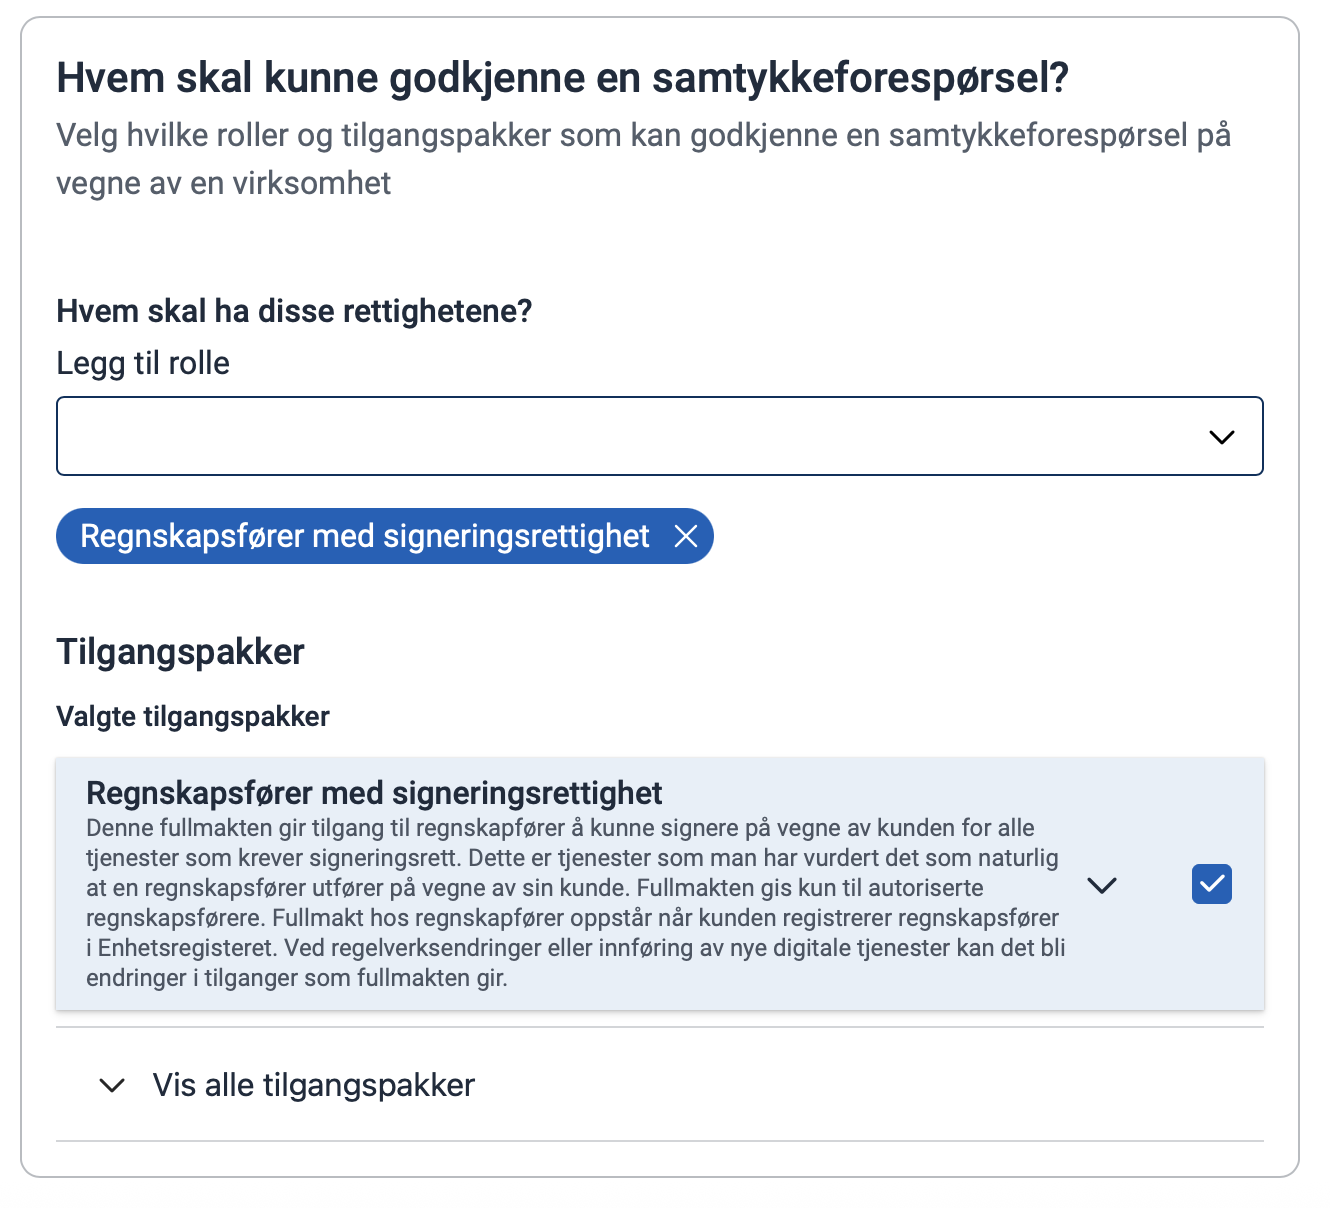 Hvem skal kunne godkjenne en samtykkeforespørsel?
Velg hvilke roller og tilgangspakker som kan godkjenne en samtykkeforespørsel på
vegne av en virksomhet
Hvem skal ha disse rettighetene?
Legg til rolle
Regnskapsfører med signeringsrettighet
Tilgangspakker
Valgte tilgangspakker
Regnskapsfører med signeringsrettighet
Denne fullmakten gir tilgang til regnskapfører å kunne signere på vegne av kunden for alle
tjenester som krever signeringsrett. Dette er tjenester som man har vurdert det som naturlig
at en regnskapsfører utfører på vegne av sin kunde. Fullmakten gis kun til autoriserte
regnskapsførere. Fullmakt hos regnskapfører oppstår når kunden registrerer regnskapsfører
i Enhetsregisteret. Ved regelverksendringer eller innføring av nye digitale tjenester kan det bli
endringer i tilganger som fullmakten gir.
Vis alle tilgangspakker